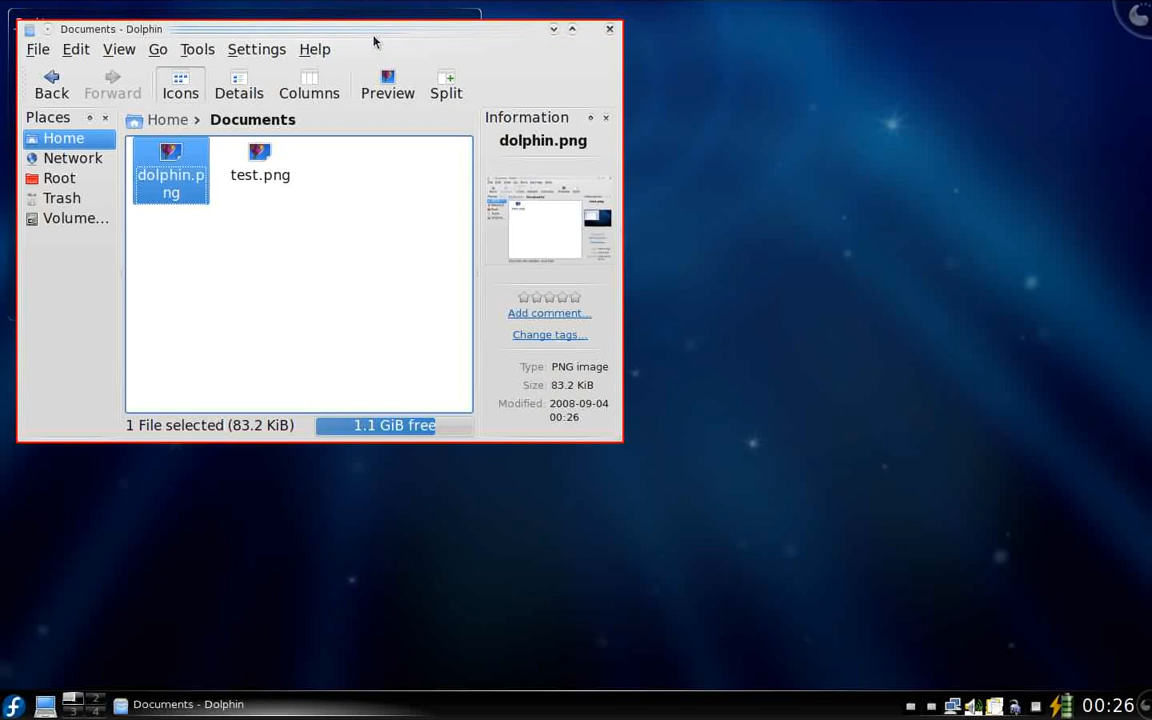 Documents - Dolphin
File Edit View Go Tools Settings Help
Back Forward Icons Details Columns Preview Split
Places
Home
Network
Root
Trash
Volume...
Home > Documents
dolphin.p
ng
test.png
1 File selected (83.2 KiB) 1.1 GiB free
Information
dolphin.png
Add comment...
Change tags...
Type: PNG image
Size: 83.2 KiB
Modified: 2008-09-04
00:26
2
3 4
Documents - Dolphin
00:26